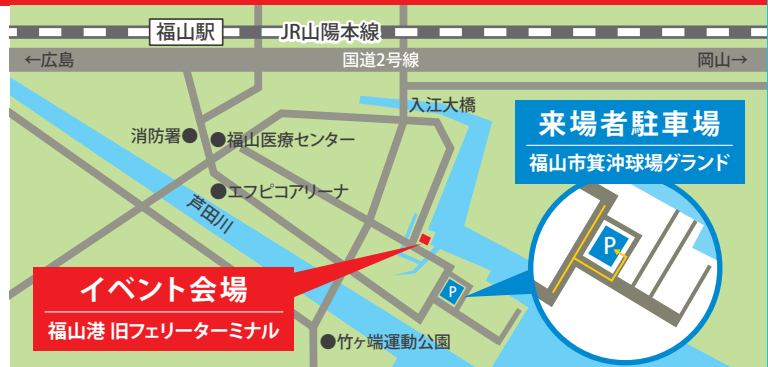 福山駅
JR山陽本線
←広島
国道2号線
岡山→
入江大橋
消防署●
●福山医療センター
●エフピコアリーナ
芦田川
来場者駐車場
福山市箕沖球場グランド
P
P
イベント会場
福山港 旧フェリーターミナル
●竹ヶ端運動公園